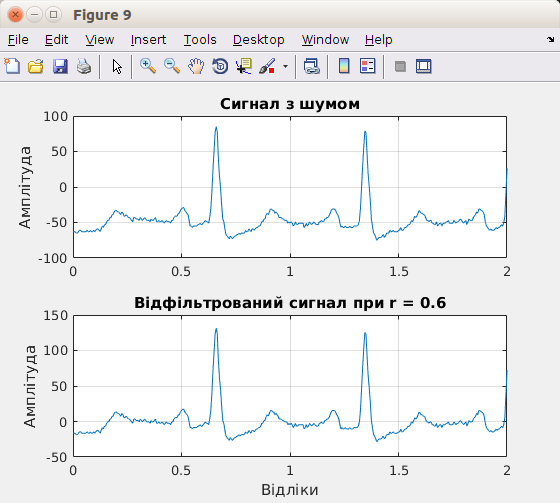 Figure 9
File Edit View Insert Tools Desktop Window Help
Сигнал з шумом
100
50
0
-50
-100
Амплітуда
0 0.5 1 1.5 2
Відфільтрований сигнал при r = 0.6
150
100
50
0
-50
Амплітуда
0 0.5 1 1.5 2
Відліки